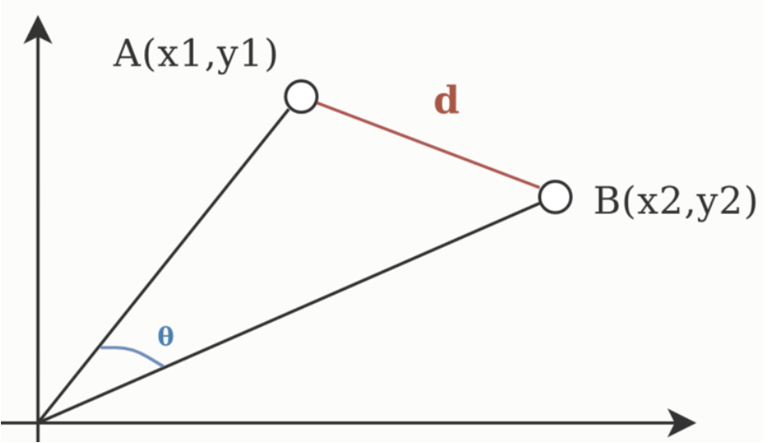 A(x1,y1)
d
B(x2,y2)
θ